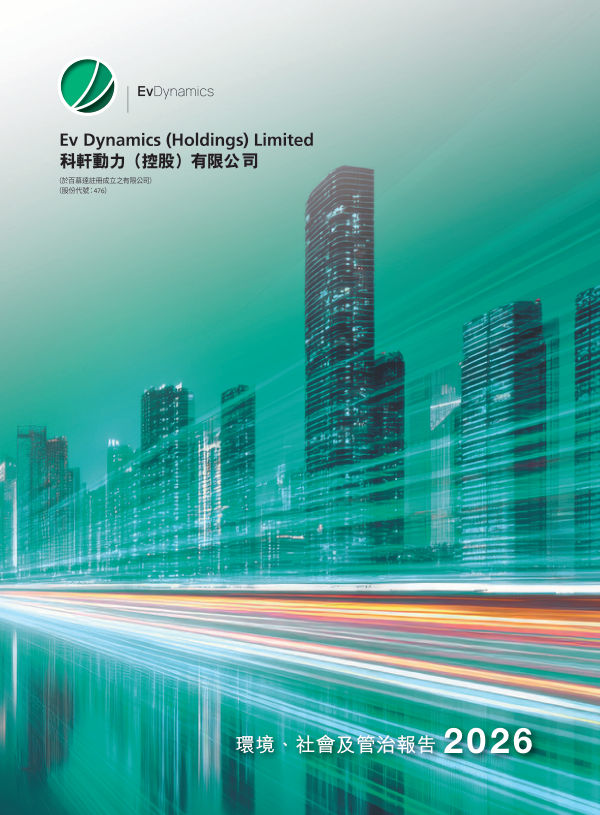 EvDynamics
Ev Dynamics (Holdings) Limited
科軒動力（控股）有限公司
（於百慕達註冊成立之有限公司）
（股份代號：476）
環境、社會及管治報告 2026